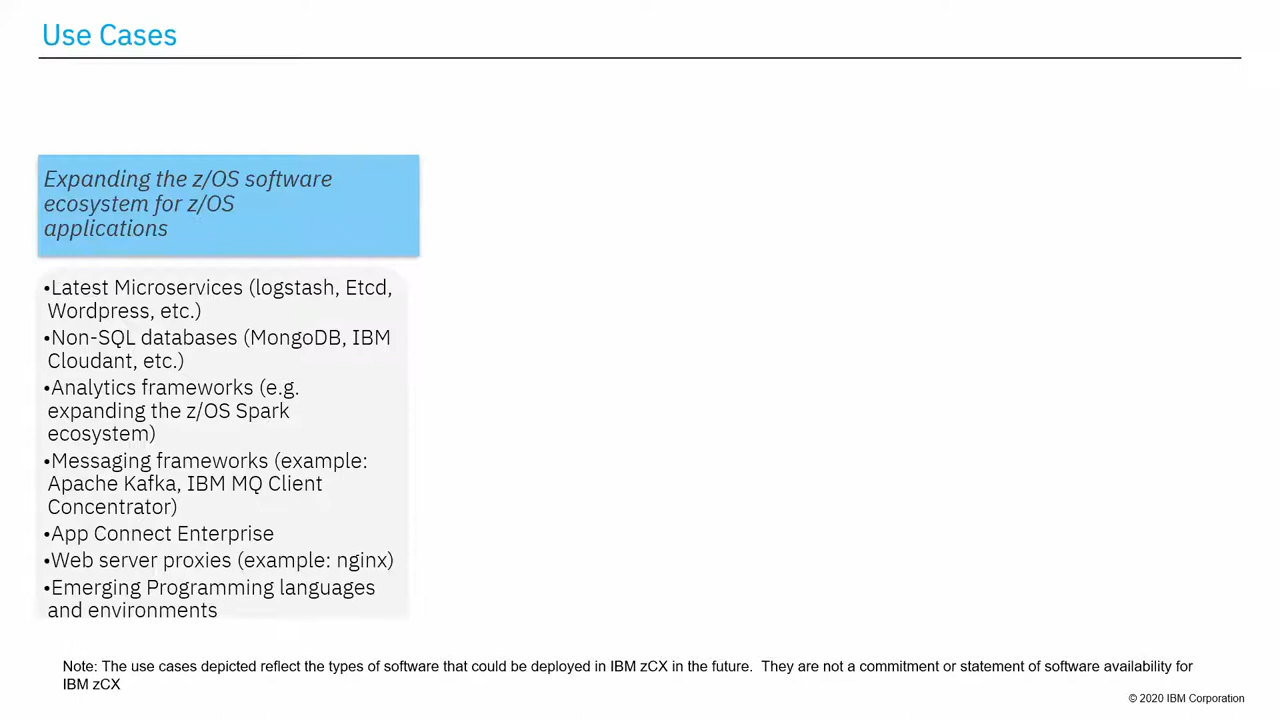 Use Cases
Expanding the z/OS software
ecosystem for z/OS
applications
•Latest Microservices (logstash, Etcd,
Wordpress, etc.)
•Non-SQL databases (MongoDB, IBM
Cloudant, etc.)
•Analytics frameworks (e.g.
expanding the z/OS Spark
ecosystem)
•Messaging frameworks (example:
Apache Kafka, IBM MQ Client
Concentrator)
•App Connect Enterprise
•Web server proxies (example: nginx)
•Emerging Programming languages
and environments
Note: The use cases depicted reflect the types of software that could be deployed in IBM zCX in the future. They are not a commitment or statement of software availability for
IBM zCX
© 2020 IBM Corporation